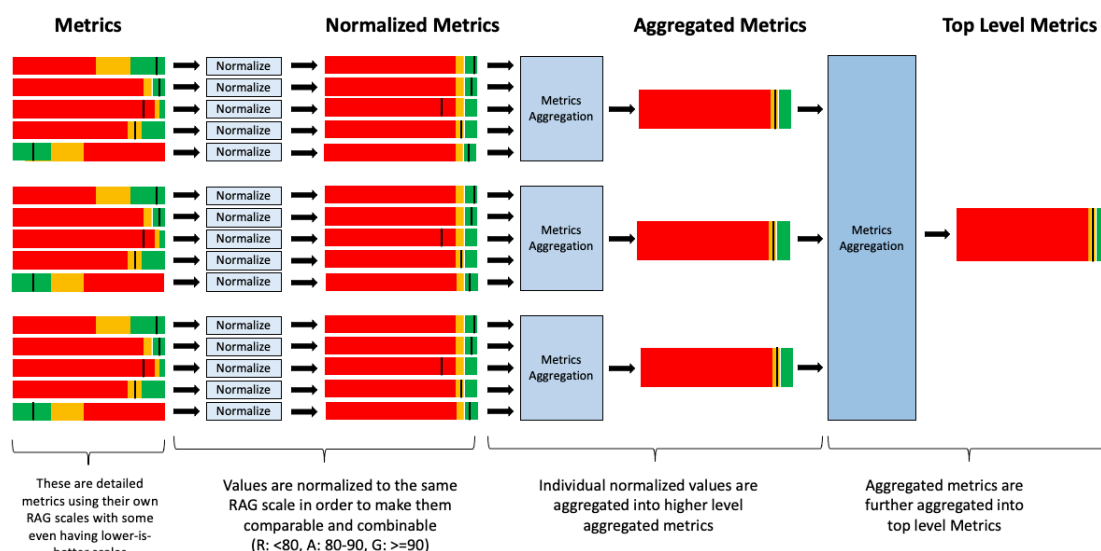 Metrics
Normalized Metrics
Aggregated Metrics
Top Level Metrics
Normalize
Normalize
Normalize
Normalize
Normalize
Metrics
Aggregation
Normalize
Normalize
Normalize
Normalize
Normalize
Metrics
Aggregation
Metrics
Aggregation
Normalize
Normalize
Normalize
Normalize
Normalize
Metrics
Aggregation
These are detailed
metrics using their own
RAG scales with some
even having lower-is-
better scales
Values are normalized to the same
RAG scale in order to make them
comparable and combinable
(R: <80, A: 80-90, G: >=90)
Individual normalized values are
aggregated into higher level
aggregated metrics
Aggregated metrics are
further aggregated into
top level Metrics